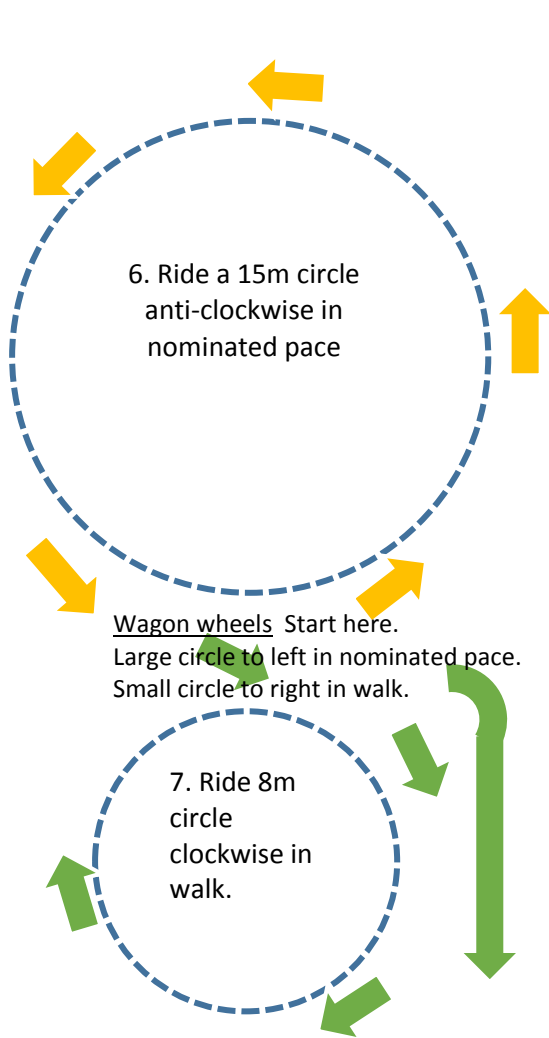 6. Ride a 15m circle
anti-clockwise in
nominated pace
Wagon wheels  Start here.
Large circle to left in nominated pace.
Small circle to right in walk.
7. Ride 8m
circle
clockwise in
walk.